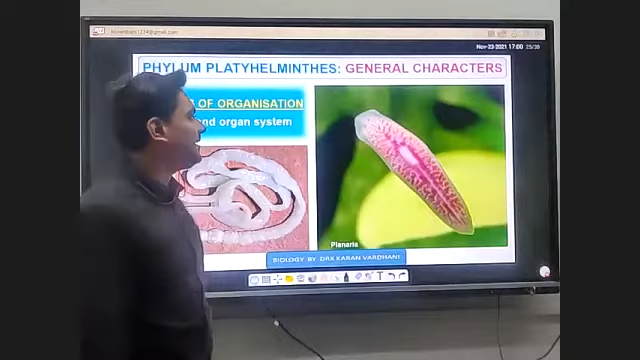 Nov-23-2021 17:00 25/30
PHYLUM PLATYHELMINTHES: GENERAL CHARACTERS
OF ORGANISATION
and organ system
Planaria
BIOLOGY BY DR.K KARAN VARDHANI